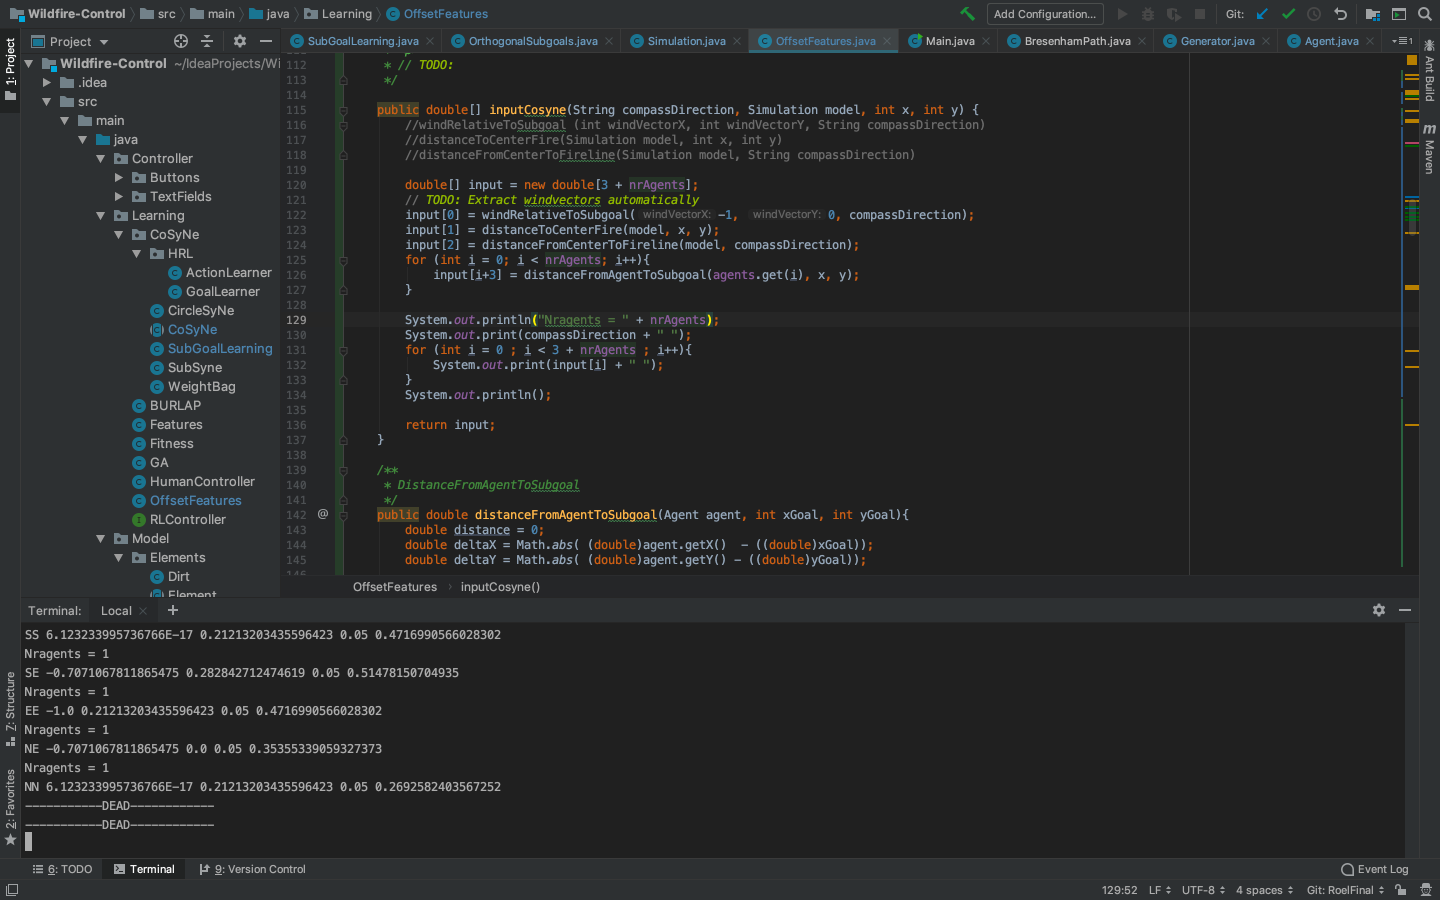 Wildfire-Control src main java Learning OffsetFeatures Add Configuration... Git:
1: Project
Project
SubGoalLearning.java OrthogonalSubgoals.java Simulation.java OffsetFeatures.java Main.java BresenhamPath.java Generator.java Agent.java
Wildfire-Control ~/IdeaProjects/Wi
.idea
src
main
java
Controller
Buttons
TextFields
Learning
CoSyNe
HRL
ActionLearner
GoalLearner
CircleSyNe
CoSyNe
SubGoalLearning
SubSyne
WeightBag
BURLAP
Features
Fitness
GA
HumanController
OffsetFeatures
RLController
Model
Elements
Dirt
Element
112 * // TODO:
113 */
114
115 public double[] inputCosyne(String compassDirection, Simulation model, int x, int y) {
116 //windRelativeToSubgoal (int windVectorX, int windVectorY, String compassDirection)
117 //distanceToCenterFire(Simulation model, int x, int y)
118 //distanceFromCenterToFireline(Simulation model, String compassDirection)
119
120 double[] input = new double[3 + nrAgents];
121 // TODO: Extract windvectors automatically
122 input[0] = windRelativeToSubgoal( windVectorX: -1, windVectorY: 0, compassDirection);
123 input[1] = distanceToCenterFire(model, x, y);
124 input[2] = distanceFromCenterToFireline(model, compassDirection);
125 for (int i = 0; i < nrAgents; i++){
126 input[i+3] = distanceFromAgentToSubgoal(agents.get(i), x, y);
127 }
128
129 System.out.println("Nragents = " + nrAgents);
130 System.out.print(compassDirection + " ");
131 for (int i = 0 ; i < 3 + nrAgents ; i++){
132 System.out.print(input[i] + " ");
133 }
134 System.out.println();
135
136 return input;
137 }
138
139 /**
140 * DistanceFromAgentToSubgoal
141 */
142 @ public double distanceFromAgentToSubgoal(Agent agent, int xGoal, int yGoal){
143 double distance = 0;
144 double deltaX = Math.abs( (double)agent.getX() - ((double)xGoal));
145 double deltaY = Math.abs( (double)agent.getY() - ((double)yGoal));
OffsetFeatures inputCosyne()
Ant Build
Maven
Terminal: Local
SS 6.123233995736766E-17 0.21213203435596423 0.05 0.4716990566028302
Nragents = 1
SE -0.7071067811865475 0.282842712474619 0.05 0.51478150704935
Nragents = 1
EE -1.0 0.21213203435596423 0.05 0.4716990566028302
Nragents = 1
NE -0.7071067811865475 0.0 0.05 0.35355339059327373
Nragents = 1
NN 6.123233995736766E-17 0.21213203435596423 0.05 0.2692582403567252
-----------DEAD------------
-----------DEAD------------
7: Structure
2: Favorites
6: TODO Terminal 9: Version Control Event Log
129:52 LF UTF-8 4 spaces Git: RoelFinal